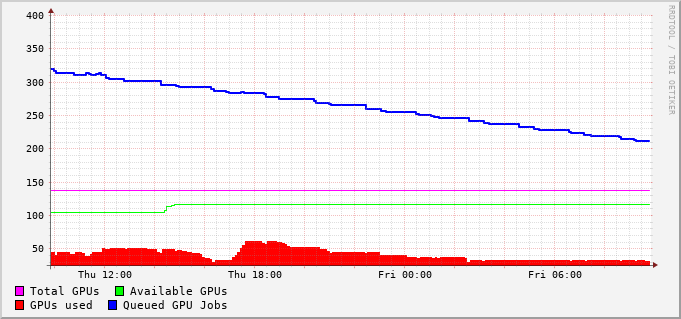 400
350
300
250
200
150
100
50
Thu 12:00 Thu 18:00 Fri 00:00 Fri 06:00
Total GPUs Available GPUs
GPUs used Queued GPU Jobs
RRDTOOL / TOBI OETIKER